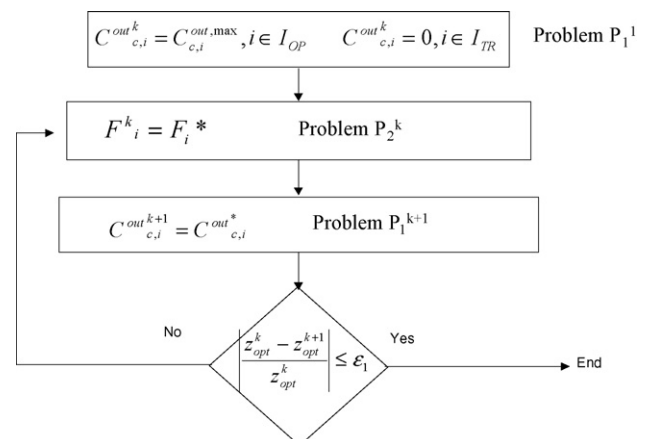 C^{out^k}_{c,i} = C^{out,max}_{c,i}, i ∈ I_{OP} C^{out^k}_{c,i} = 0, i ∈ I_{TR} Problem P_1^1
F^k_i = F_i* Problem P_2^k
C^{out^{k+1}}_{c,i} = C^{out^*}_{c,i} Problem P_1^{k+1}
No
|z^k_{opt} − z^{k+1}_{opt} / z^k_{opt}| ≤ ε_1
Yes
End